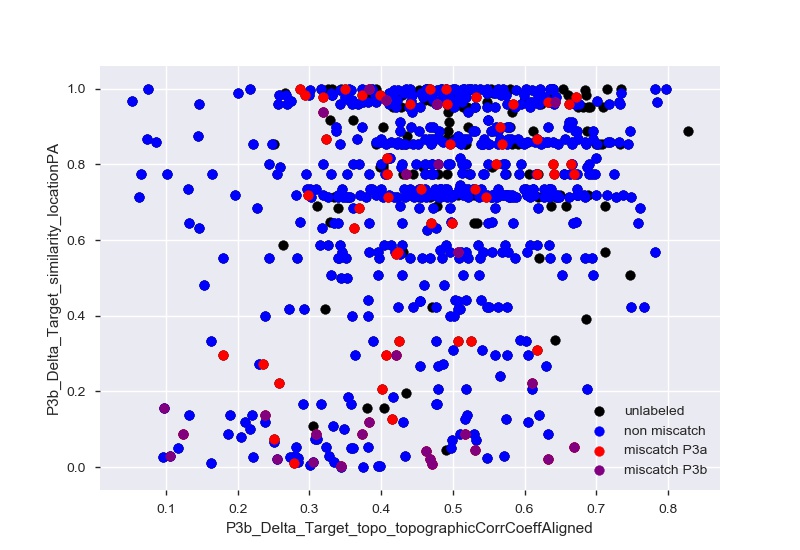 1.0
0.8
0.6
0.4
0.2
0.0
P3b_Delta_Target_similarity_locationPA
unlabeled
non miscatch
miscatch P3a
miscatch P3b
0.1 0.2 0.3 0.4 0.5 0.6 0.7 0.8
P3b_Delta_Target_topo_topographicCorrCoeffAligned